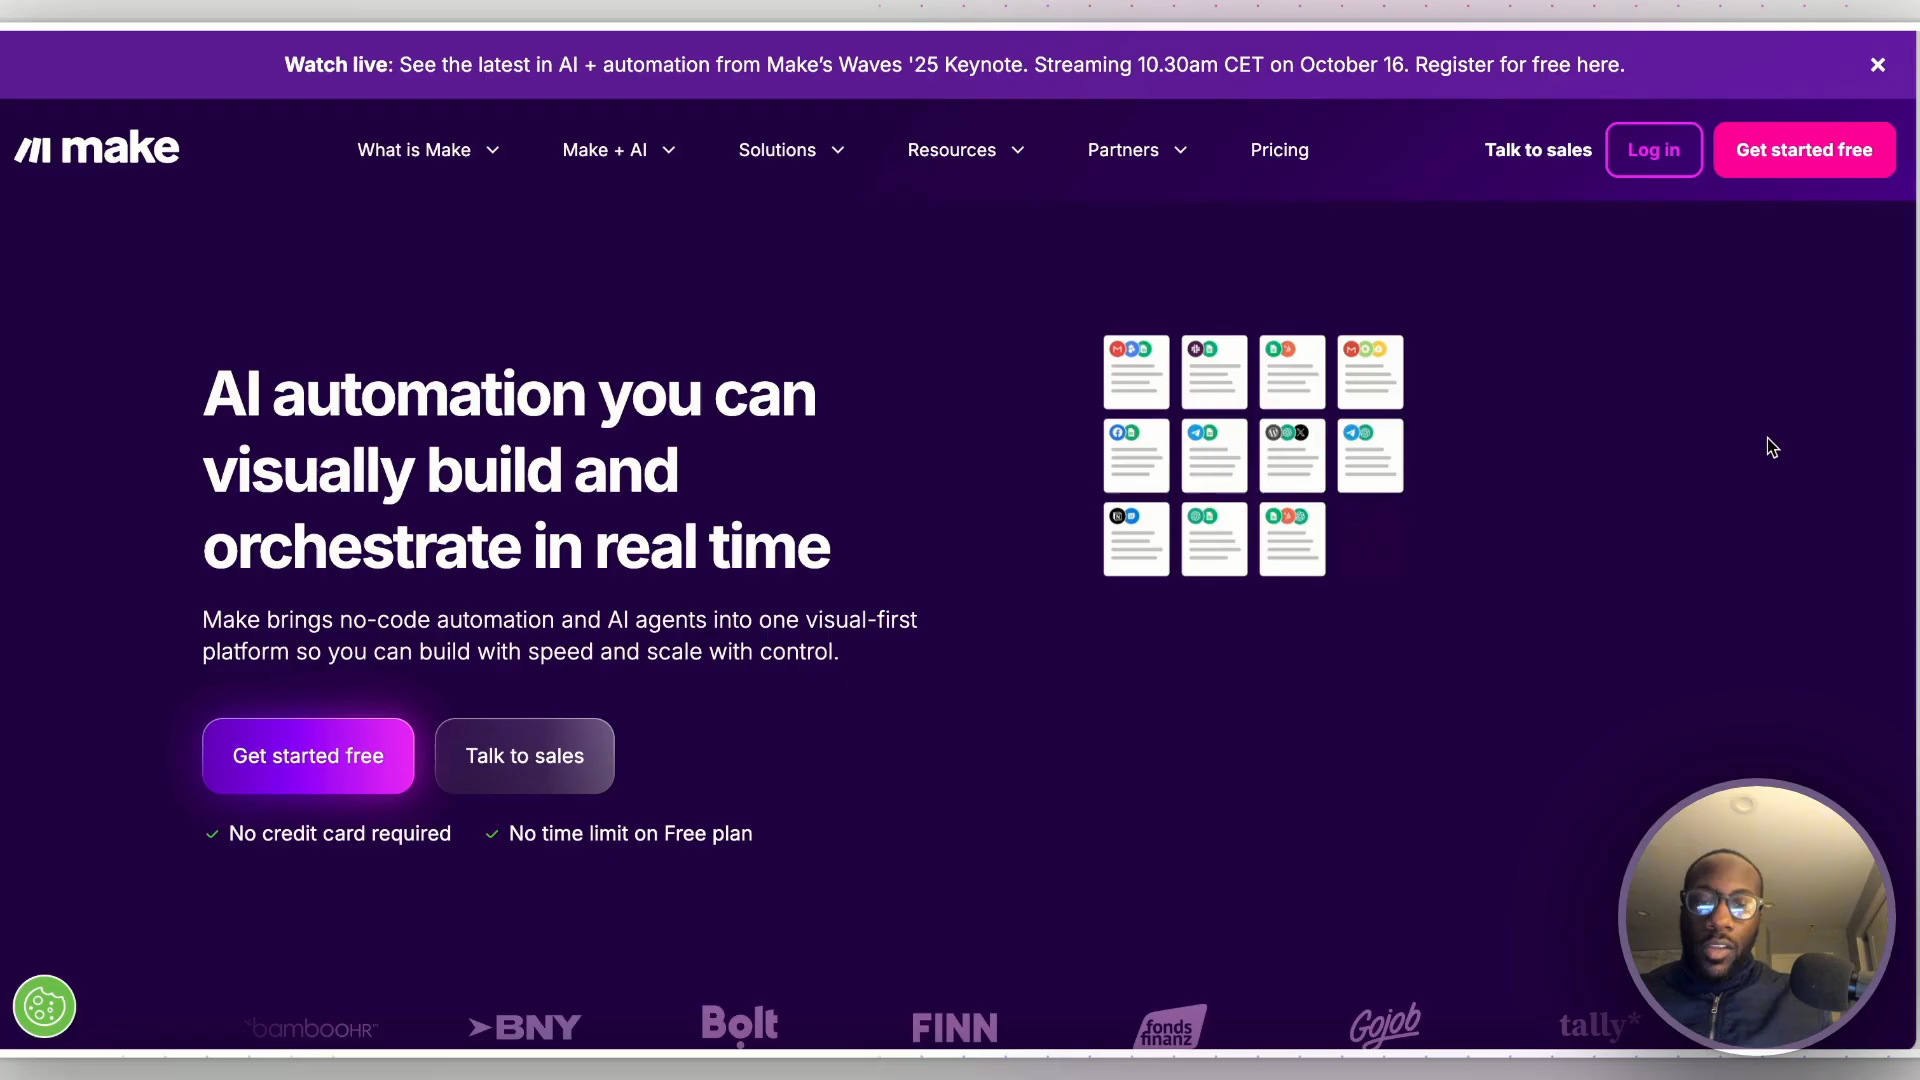 Watch live: See the latest in AI + automation from Make's Waves '25 Keynote. Streaming 10.30am CET on October 16. Register for free here.
make
What is Make
Make + AI
Solutions
Resources
Partners
Pricing
Talk to sales
Log in
Get started free
AI automation you can
visually build and
orchestrate in real time
Make brings no-code automation and AI agents into one visual-first
platform so you can build with speed and scale with control.
Get started free
Talk to sales
No credit card required
No time limit on Free plan
bambooHR
BNY
Bolt
FINN
fonds
finanz
Gojob
tally*